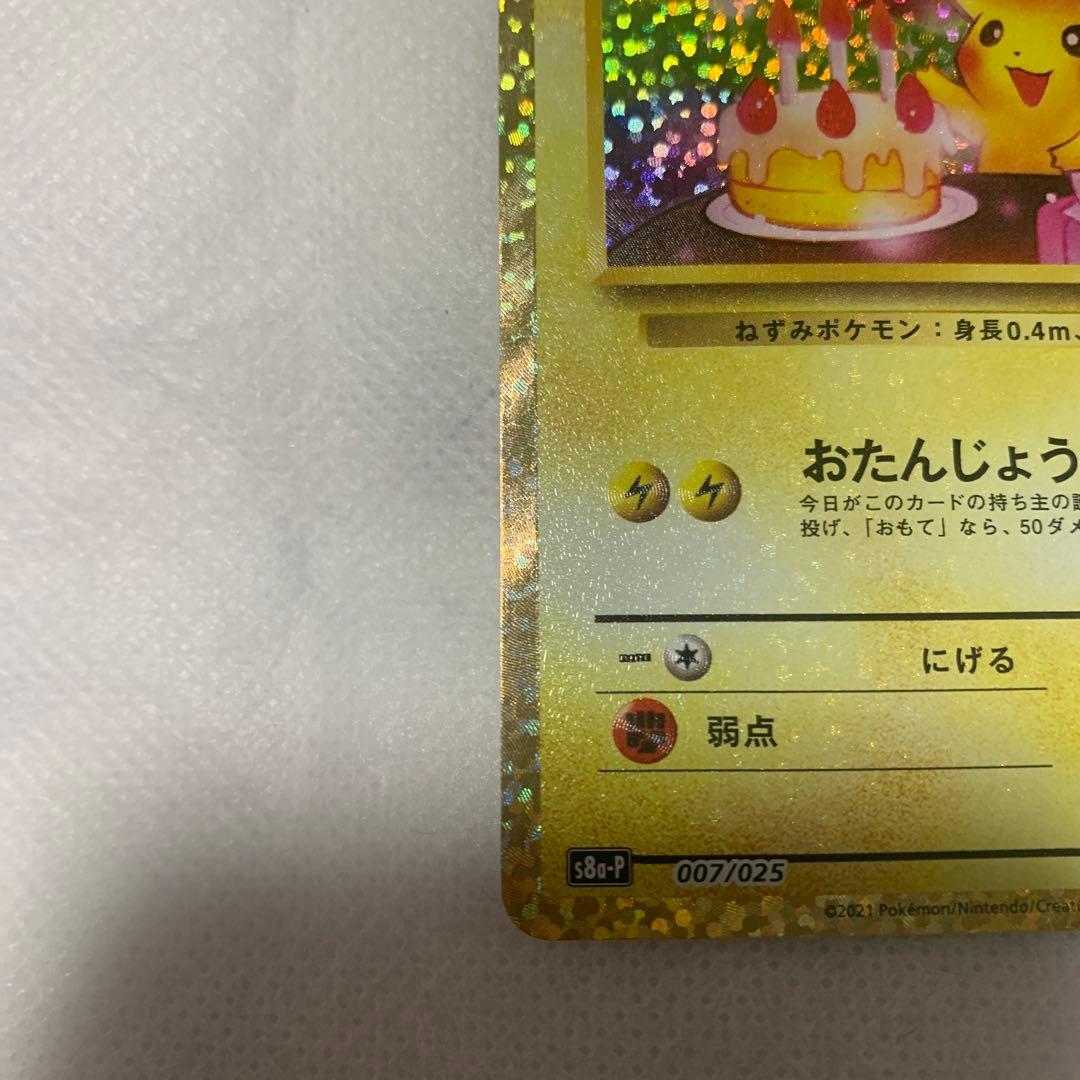 ねずみポケモン：身長0.4m、
おたんじょう
今日がこのカードの持ち主の
投げ、「おもて」なら、50ダメ
にげる
弱点
s8a-P 007/025
©2021 Pokémon/Nintendo/Creat